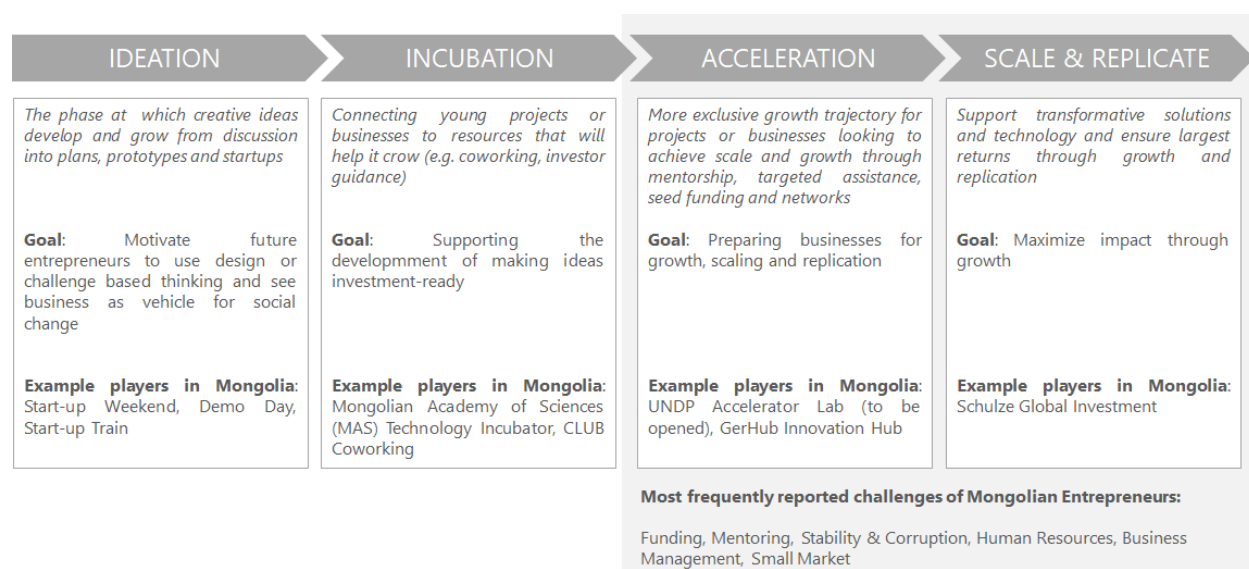 IDEATION
INCUBATION
ACCELERATION
SCALE & REPLICATE
The phase at which creative ideas
develop and grow from discussion
into plans, prototypes and startups
Goal: Motivate future
entrepreneurs to use design or
challenge based thinking and see
business as vehicle for social
change
Example players in Mongolia:
Start-up Weekend, Demo Day,
Start-up Train
Connecting young projects or
businesses to resources that will
help it crow (e.g. coworking, investor
guidance)
Goal: Supporting the
developmment of making ideas
investment-ready
Example players in Mongolia:
Mongolian Academy of Sciences
(MAS) Technology Incubator, CLUB
Coworking
More exclusive growth trajectory for
projects or businesses looking to
achieve scale and growth through
mentorship, targeted assistance,
seed funding and networks
Goal: Preparing businesses for
growth, scaling and replication
Example players in Mongolia:
UNDP Accelerator Lab (to be
opened), GerHub Innovation Hub
Support transformative solutions
and technology and ensure largest
returns through growth and
replication
Goal: Maximize impact through
growth
Example players in Mongolia:
Schulze Global Investment
Most frequently reported challenges of Mongolian Entrepreneurs:
Funding, Mentoring, Stability & Corruption, Human Resources, Business
Management, Small Market